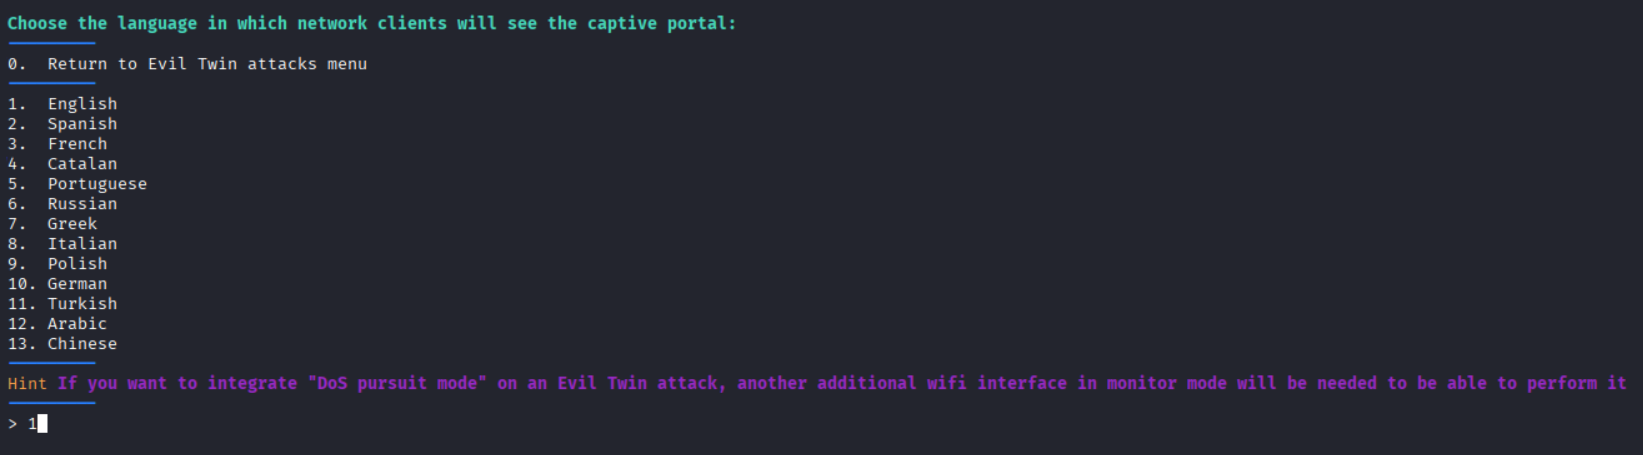 Choose the language in which network clients will see the captive portal:
0.  Return to Evil Twin attacks menu
1.  English
2.  Spanish
3.  French
4.  Catalan
5.  Portuguese
6.  Russian
7.  Greek
8.  Italian
9.  Polish
10. German
11. Turkish
12. Arabic
13. Chinese
Hint If you want to integrate "DoS pursuit mode" on an Evil Twin attack, another additional wifi interface in monitor mode will be needed to be able to perform it
> 1